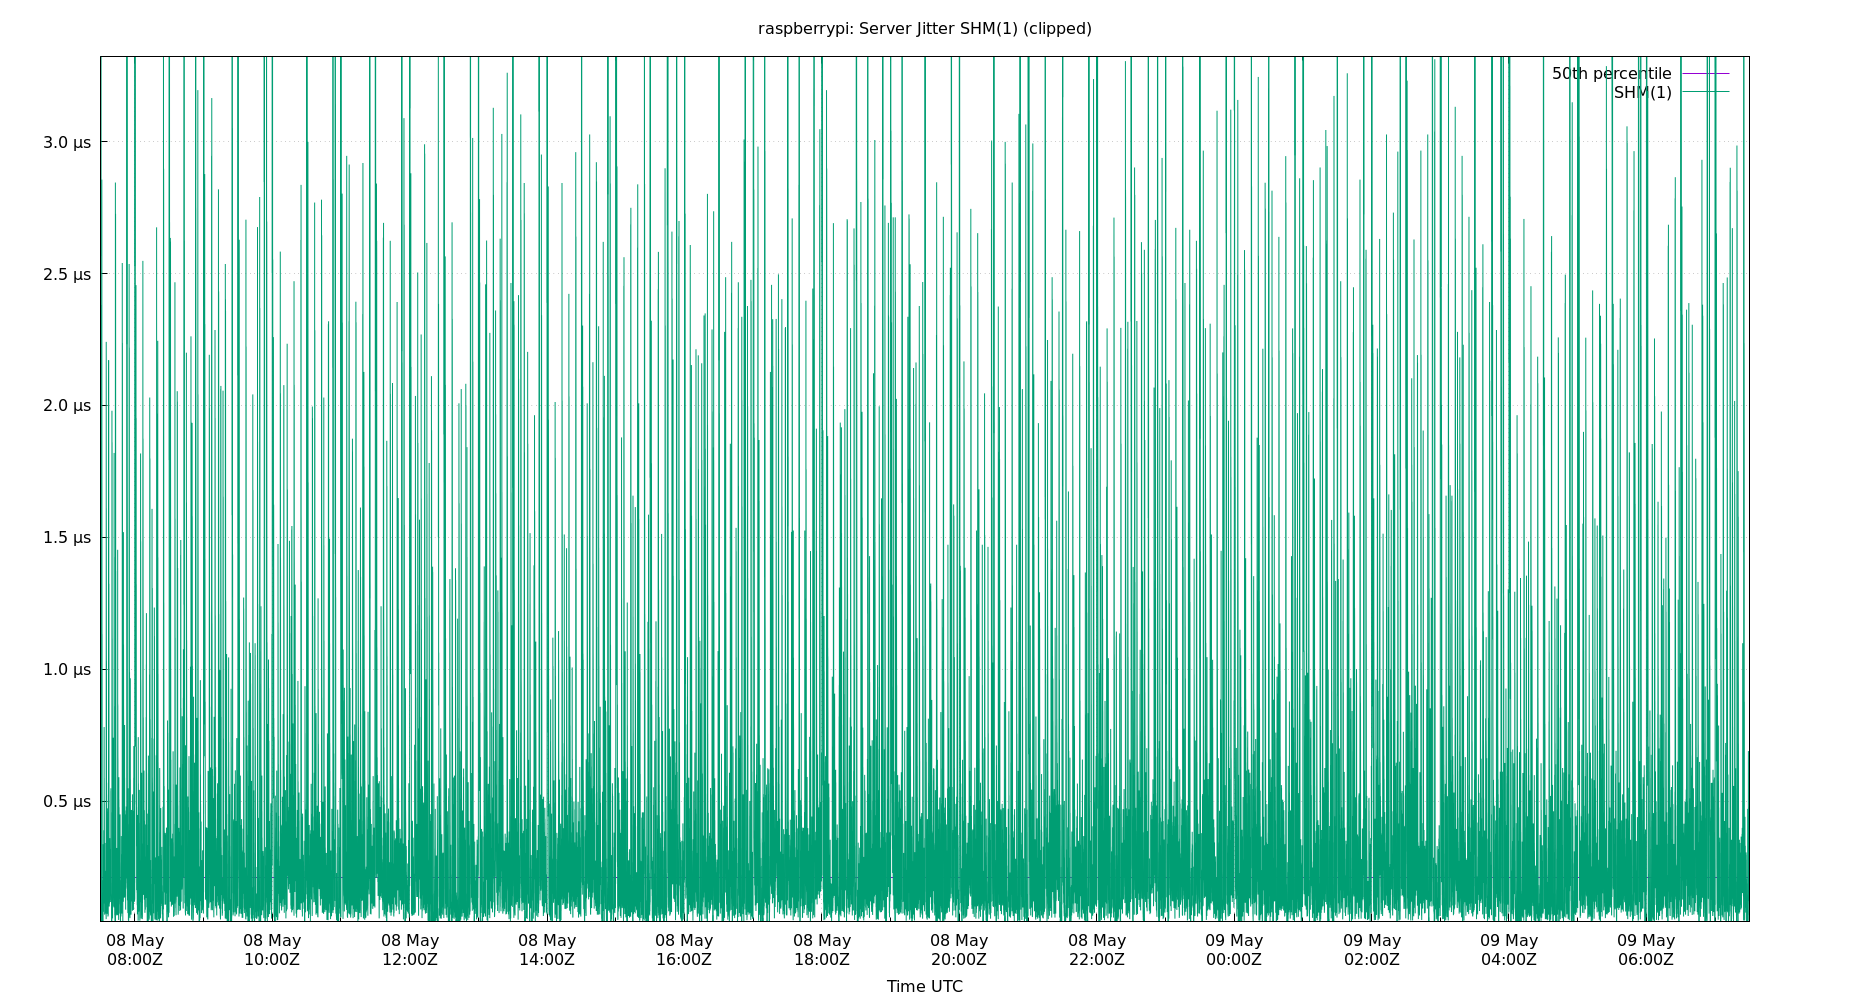 raspberrypi: Server Jitter SHM(1) (clipped)
50th percentile
SHM(1)
3.0 µs
2.5 µs
2.0 µs
1.5 µs
1.0 µs
0.5 µs
08 May 08 May 08 May 08 May 08 May 08 May 08 May 08 May 09 May 09 May 09 May 09 May
08:00Z 10:00Z 12:00Z 14:00Z 16:00Z 18:00Z 20:00Z 22:00Z 00:00Z 02:00Z 04:00Z 06:00Z
Time UTC